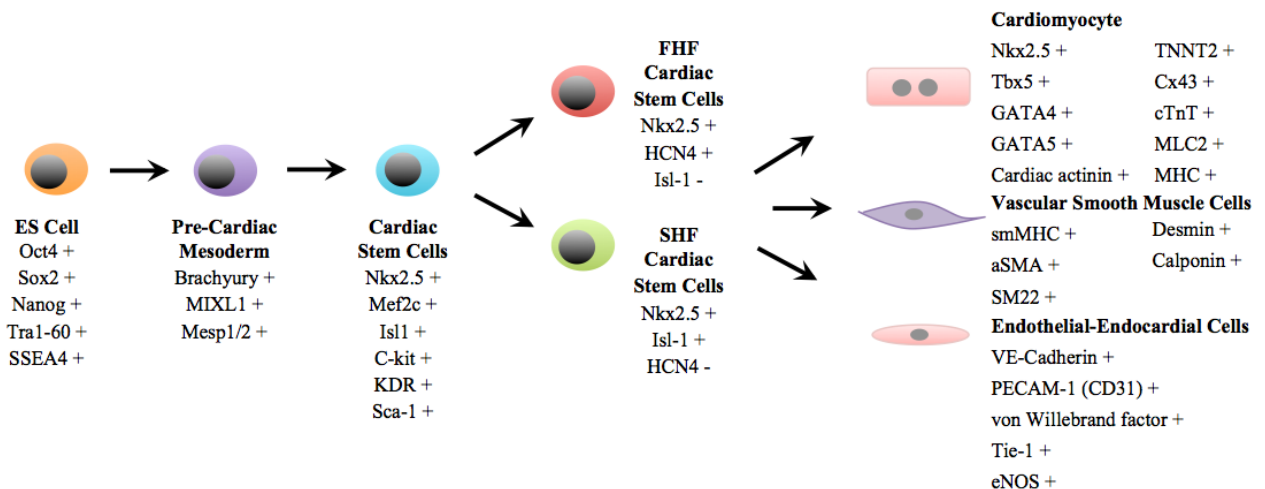 ES Cell
Oct4 +
Sox2 +
Nanog +
Tra1-60 +
SSEA4 +
Pre-Cardiac
Mesoderm
Brachyury +
MIXL1 +
Mesp1/2 +
Cardiac
Stem Cells
Nkx2.5 +
Mef2c +
Isl1 +
C-kit +
KDR +
Sca-1 +
FHF
Cardiac
Stem Cells
Nkx2.5 +
HCN4 +
Isl-1 -
SHF
Cardiac
Stem Cells
Nkx2.5 +
Isl-1 +
HCN4 -
Cardiomyocyte
Nkx2.5 +
Tbx5 +
GATA4 +
GATA5 +
Cardiac actinin +
TNNT2 +
Cx43 +
cTnT +
MLC2 +
MHC +
Vascular Smooth Muscle Cells
smMHC +
aSMA +
SM22 +
Desmin +
Calponin +
Endothelial-Endocardial Cells
VE-Cadherin +
PECAM-1 (CD31) +
von Willebrand factor +
Tie-1 +
eNOS +